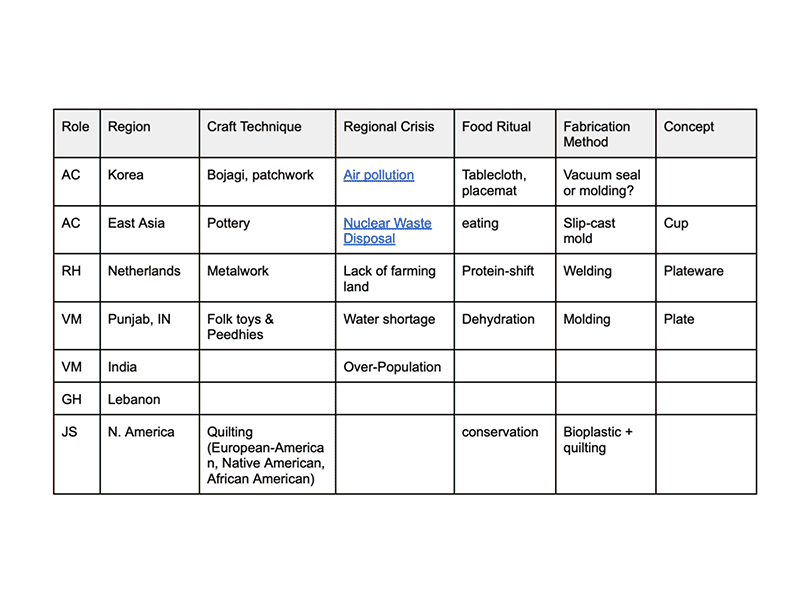 Role Region Craft Technique Regional Crisis Food Ritual Fabrication Method Concept
AC Korea Bojagi, patchwork Air pollution Tablecloth, placemat Vacuum seal or molding?
AC East Asia Pottery Nuclear Waste Disposal eating Slip-cast mold Cup
RH Netherlands Metalwork Lack of farming land Protein-shift Welding Plateware
VM Punjab, IN Folk toys & Peedhies Water shortage Dehydration Molding Plate
VM India Over-Population
GH Lebanon
JS N. America Quilting (European-American, Native American, African American) conservation Bioplastic + quilting